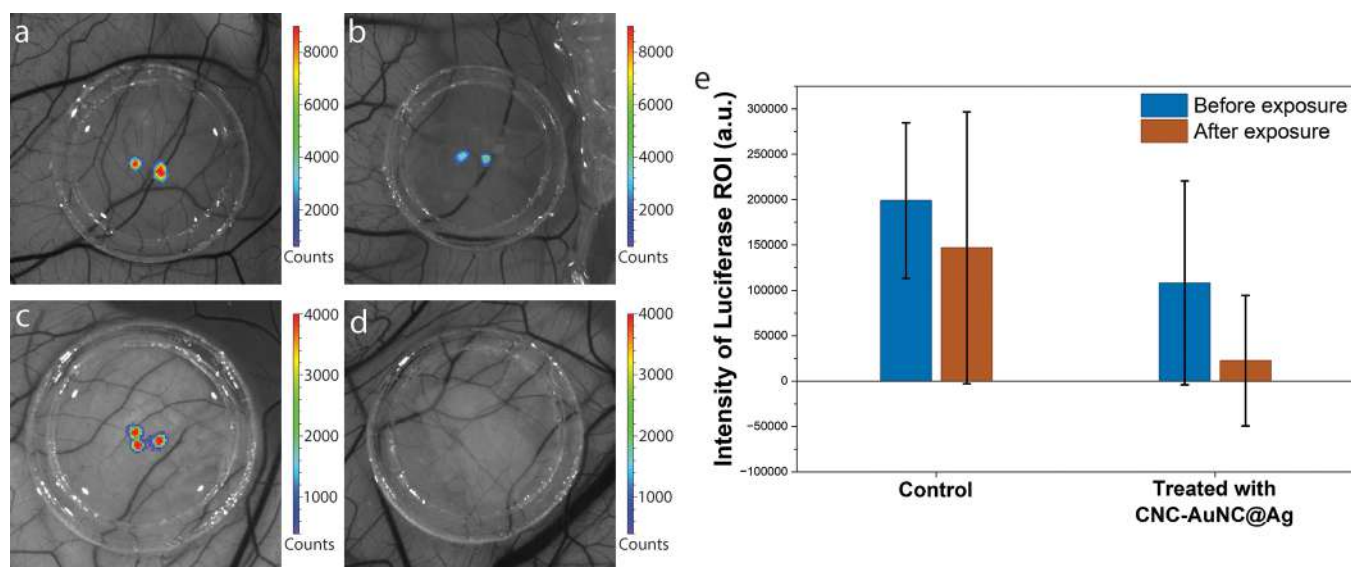 a
8000
6000
4000
2000
Counts
b
8000
6000
4000
2000
Counts
c
4000
3000
2000
1000
Counts
d
4000
3000
2000
1000
Counts
e
Before exposure
After exposure
Intensity of Luciferase ROI (a.u.)
300000
250000
200000
150000
100000
50000
0
−50000
−100000
Control
Treated with
CNC-AuNC@Ag